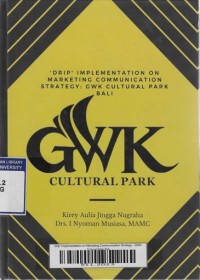 "DRIP" IMPLEMENTATION ON
MARKETING COMMUNICATION
STRATEGY: GWK CULTURAL PARK
BALI
GWK
CULTURAL PARK
Kirey Aulia Jingga Nugraha
Drs. I Nyoman Musiasa, MAMC